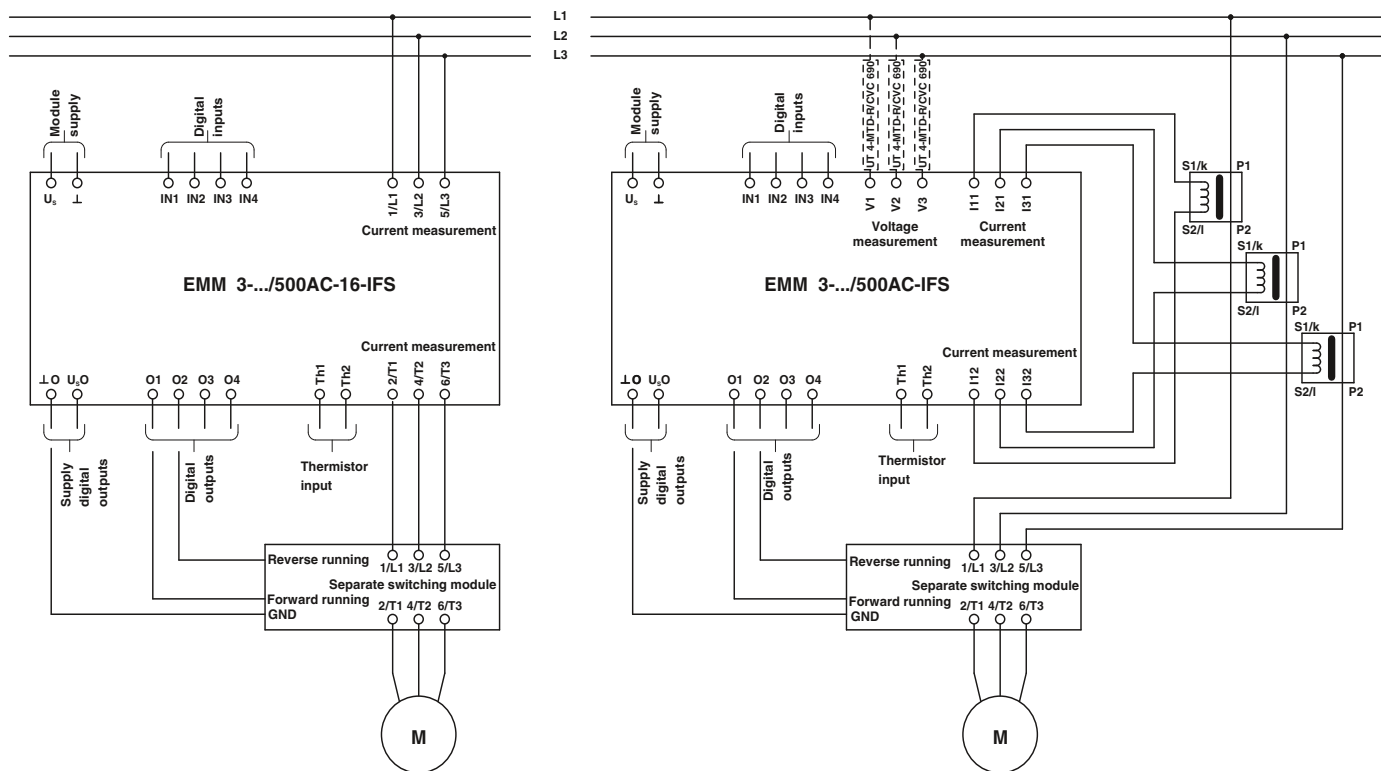 L1
L2
L3
Module
supply
Digital
inputs
Us
⊥
IN1
IN2
IN3
IN4
1/L1
3/L2
5/L3
Current measurement
EMM 3-.../500AC-16-IFS
Current measurement
⊥O
UsO
O1
O2
O3
O4
Th1
Th2
2/T1
4/T2
6/T3
Supply
digital
outputs
Digital
outputs
Thermistor
input
Reverse running
1/L1 3/L2 5/L3
Separate switching module
Forward running
2/T1 4/T2 6/T3
GND
M
Module
supply
Digital
inputs
UT 4-MTD-R/CVC 690
UT 4-MTD-R/CVC 690
UT 4-MTD-R/CVC 690
Us
⊥
IN1
IN2
IN3
IN4
V1
V2
V3
I11
I21
I31
Voltage
measurement
Current
measurement
EMM 3-.../500AC-IFS
Current measurement
⊥O
UsO
O1
O2
O3
O4
Th1
Th2
I12
I22
I32
Supply
digital
outputs
Digital
outputs
Thermistor
input
S1/k
P1
S2/l
P2
S1/k
P1
S2/l
P2
S1/k
P1
S2/l
P2
Reverse running
1/L1 3/L2 5/L3
Separate switching module
Forward running
2/T1 4/T2 6/T3
GND
M